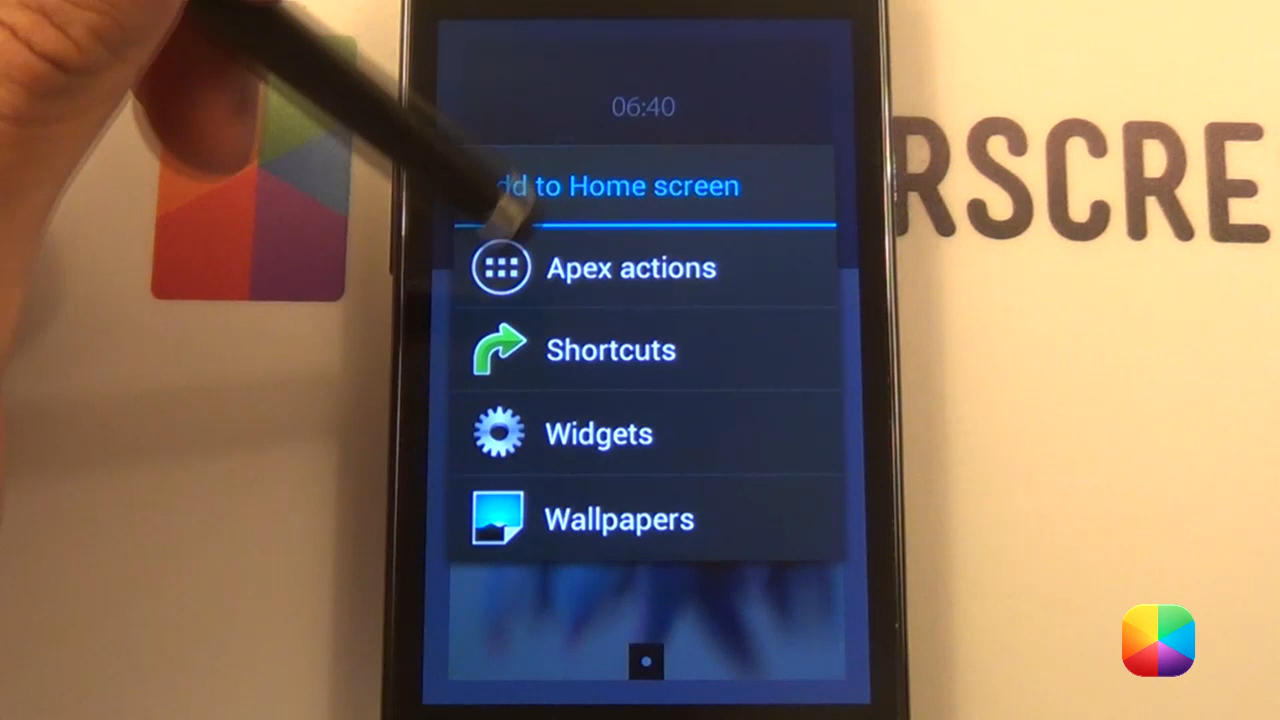 06:40
dd to Home screen
Apex actions
Shortcuts
Widgets
Wallpapers
RSCRE